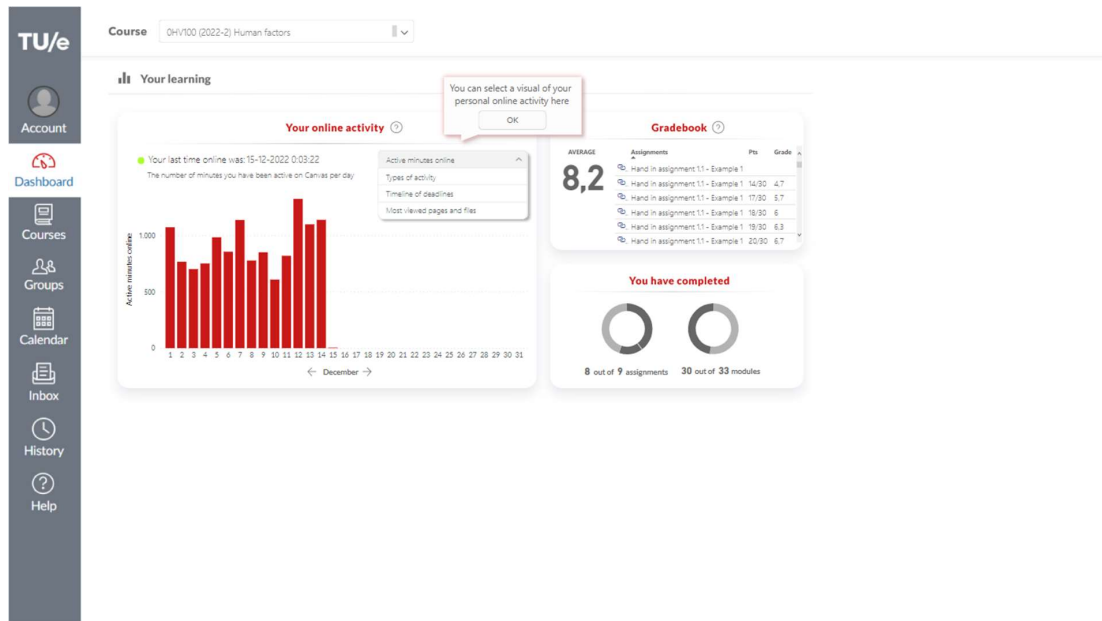 TU/e
Account
Dashboard
Courses
Groups
Calendar
Inbox
History
Help
Course 0HV100 (2022-2) Human factors
Your learning
You can select a visual of your
personal online activity here
OK
Your online activity ?
Your last time online was: 15-12-2022 0:03:22
The number of minutes you have been active on Canvas per day
Active minutes online
Types of activity
Timeline of deadlines
Most viewed pages and files
Active minutes online
1.000
500
0
1 2 3 4 5 6 7 8 9 10 11 12 13 14 15 16 17 18 19 20 21 22 23 24 25 26 27 28 29 30 31
December
Gradebook ?
AVERAGE
8,2
Assignments Pts Grade
Hand in assignment 1.1 - Example 1
Hand in assignment 1.1 - Example 1 14/30 4,7
Hand in assignment 1.1 - Example 1 17/30 5,7
Hand in assignment 1.1 - Example 1 18/30 6
Hand in assignment 1.1 - Example 1 19/30 6,3
Hand in assignment 1.1 - Example 1 20/30 6,7
You have completed
8 out of 9 assignments
30 out of 33 modules